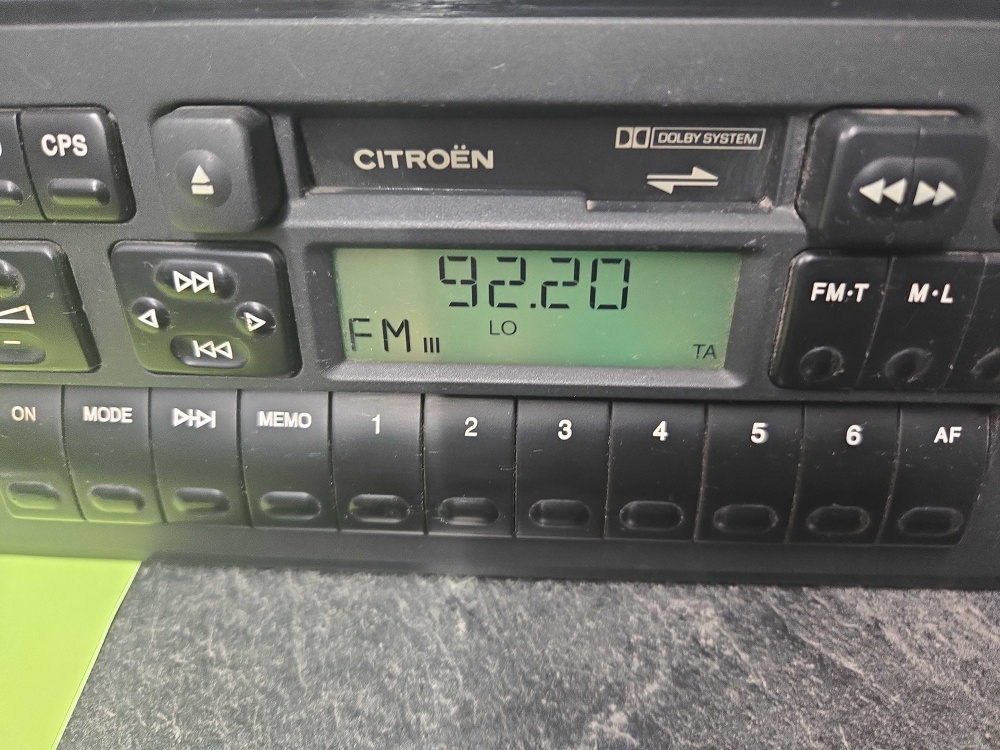 CPS
CITROËN
DOLBY SYSTEM
92.20
LO
FM III
TA
FM·T
M·L
ON
MODE
MEMO
1
2
3
4
5
6
AF